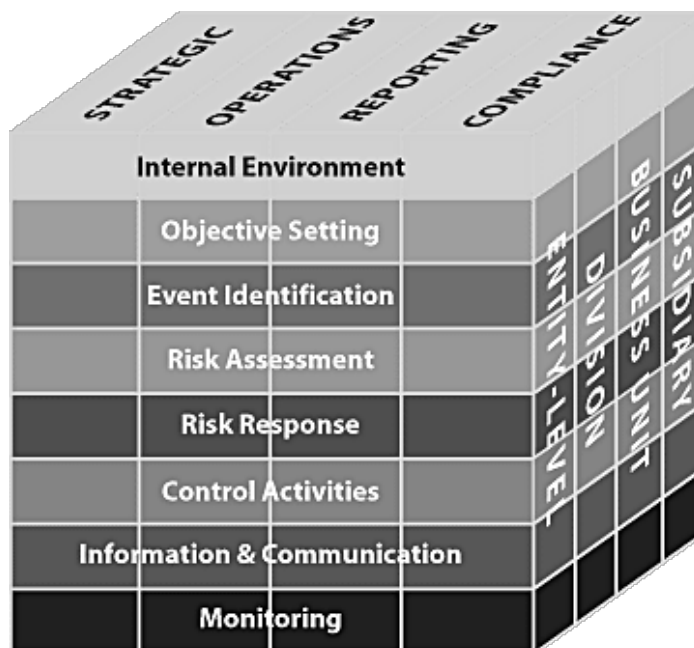 STRATEGIC
OPERATIONS
REPORTING
COMPLIANCE
Internal Environment
Objective Setting
Event Identification
Risk Assessment
Risk Response
Control Activities
Information & Communication
Monitoring
ENTITY-LEVEL
DIVISION
BUSINESS UNIT
SUBSIDIARY